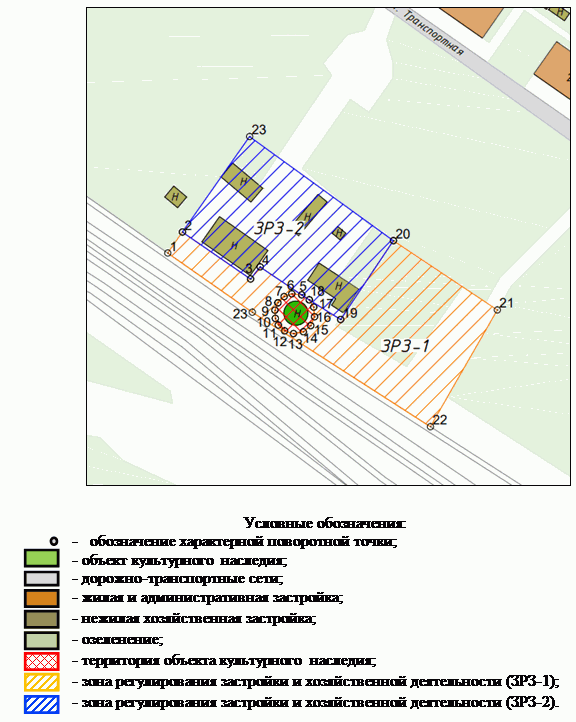 . Транспортная
Н
2
23
Н
Н
Н
2
ЗРЗ-2
Н
20
1
Н
4
3
Н
6
5
7
18
8
17
21
23
9
Н
16
19
10
15
11
14
12
13
ЗРЗ-1
22
Условные обозначения:
- обозначение характерной поворотной точки;
- объект культурного наследия;
- дорожно-транспортные сети;
- жилая и административная застройка;
- нежилая хозяйственная застройка;
- озеленение;
- территория объекта культурного наследия;
- зона регулирования застройки и хозяйственной деятельности (ЗРЗ-1);
- зона регулирования застройки и хозяйственной деятельности (ЗРЗ-2).